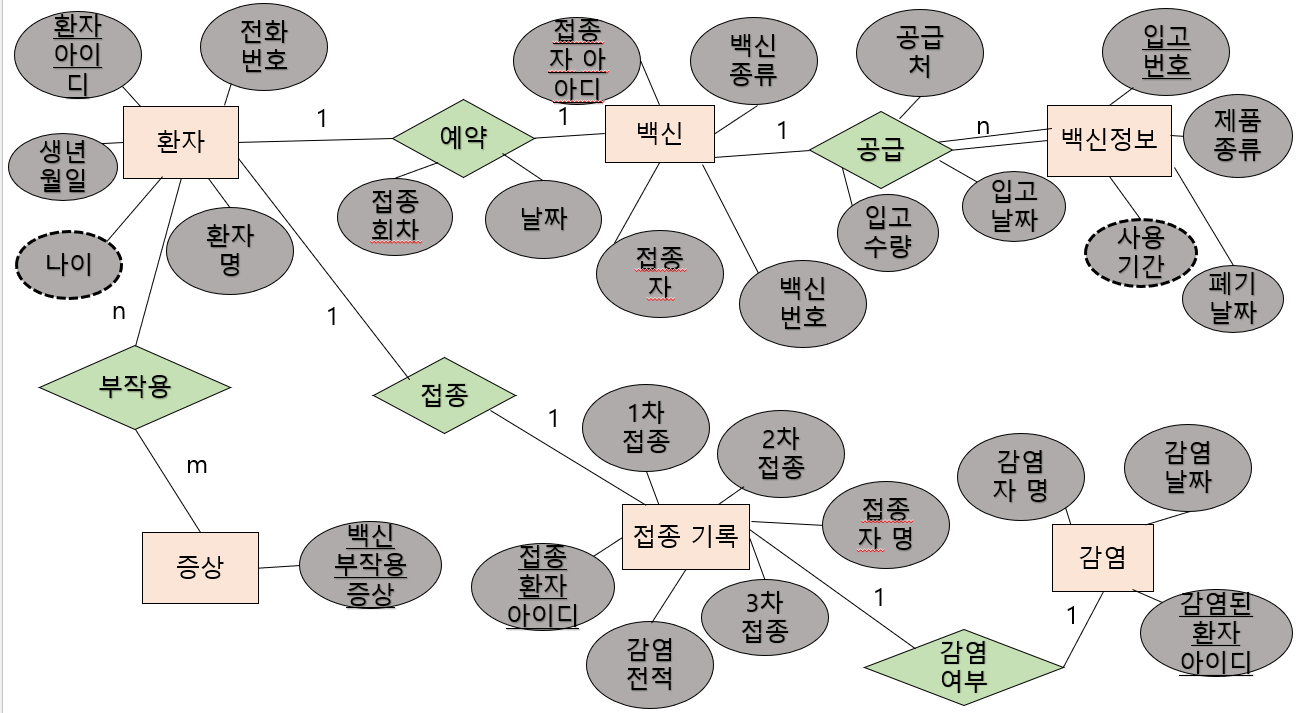 환자
아이
디
전화
번호
접종
자 아
아디
백신
종류
공급
처
입고
번호
환자
1
예약
1
백신
1
공급
n
백신정보
제품
종류
생년
월일
접종
회차
날짜
입고
수량
입고
날짜
나이
환자
명
접종
자
백신
번호
사용
기간
폐기
날짜
n
1
부작용
접종
1
1차
접종
2차
접종
감염
자 명
감염
날짜
m
접종 기록
접종
자 명
감염
증상
백신
부작용
증상
접종
환자
아이디
3차
접종
1
1
감염된
환자
아이디
감염
전적
감염
여부